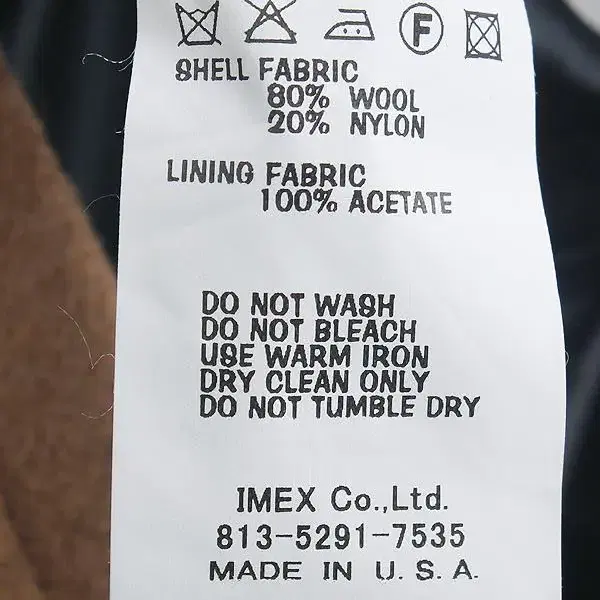 F
SHELL FABRIC
80% WOOL
20% NYLON
LINING FABRIC
100% ACETATE
DO NOT WASH
DO NOT BLEACH
USE WARM IRON
DRY CLEAN ONLY
DO NOT TUMBLE DRY
IMEX Co.,Ltd.
813-5291-7535
MADE IN U. S. A.